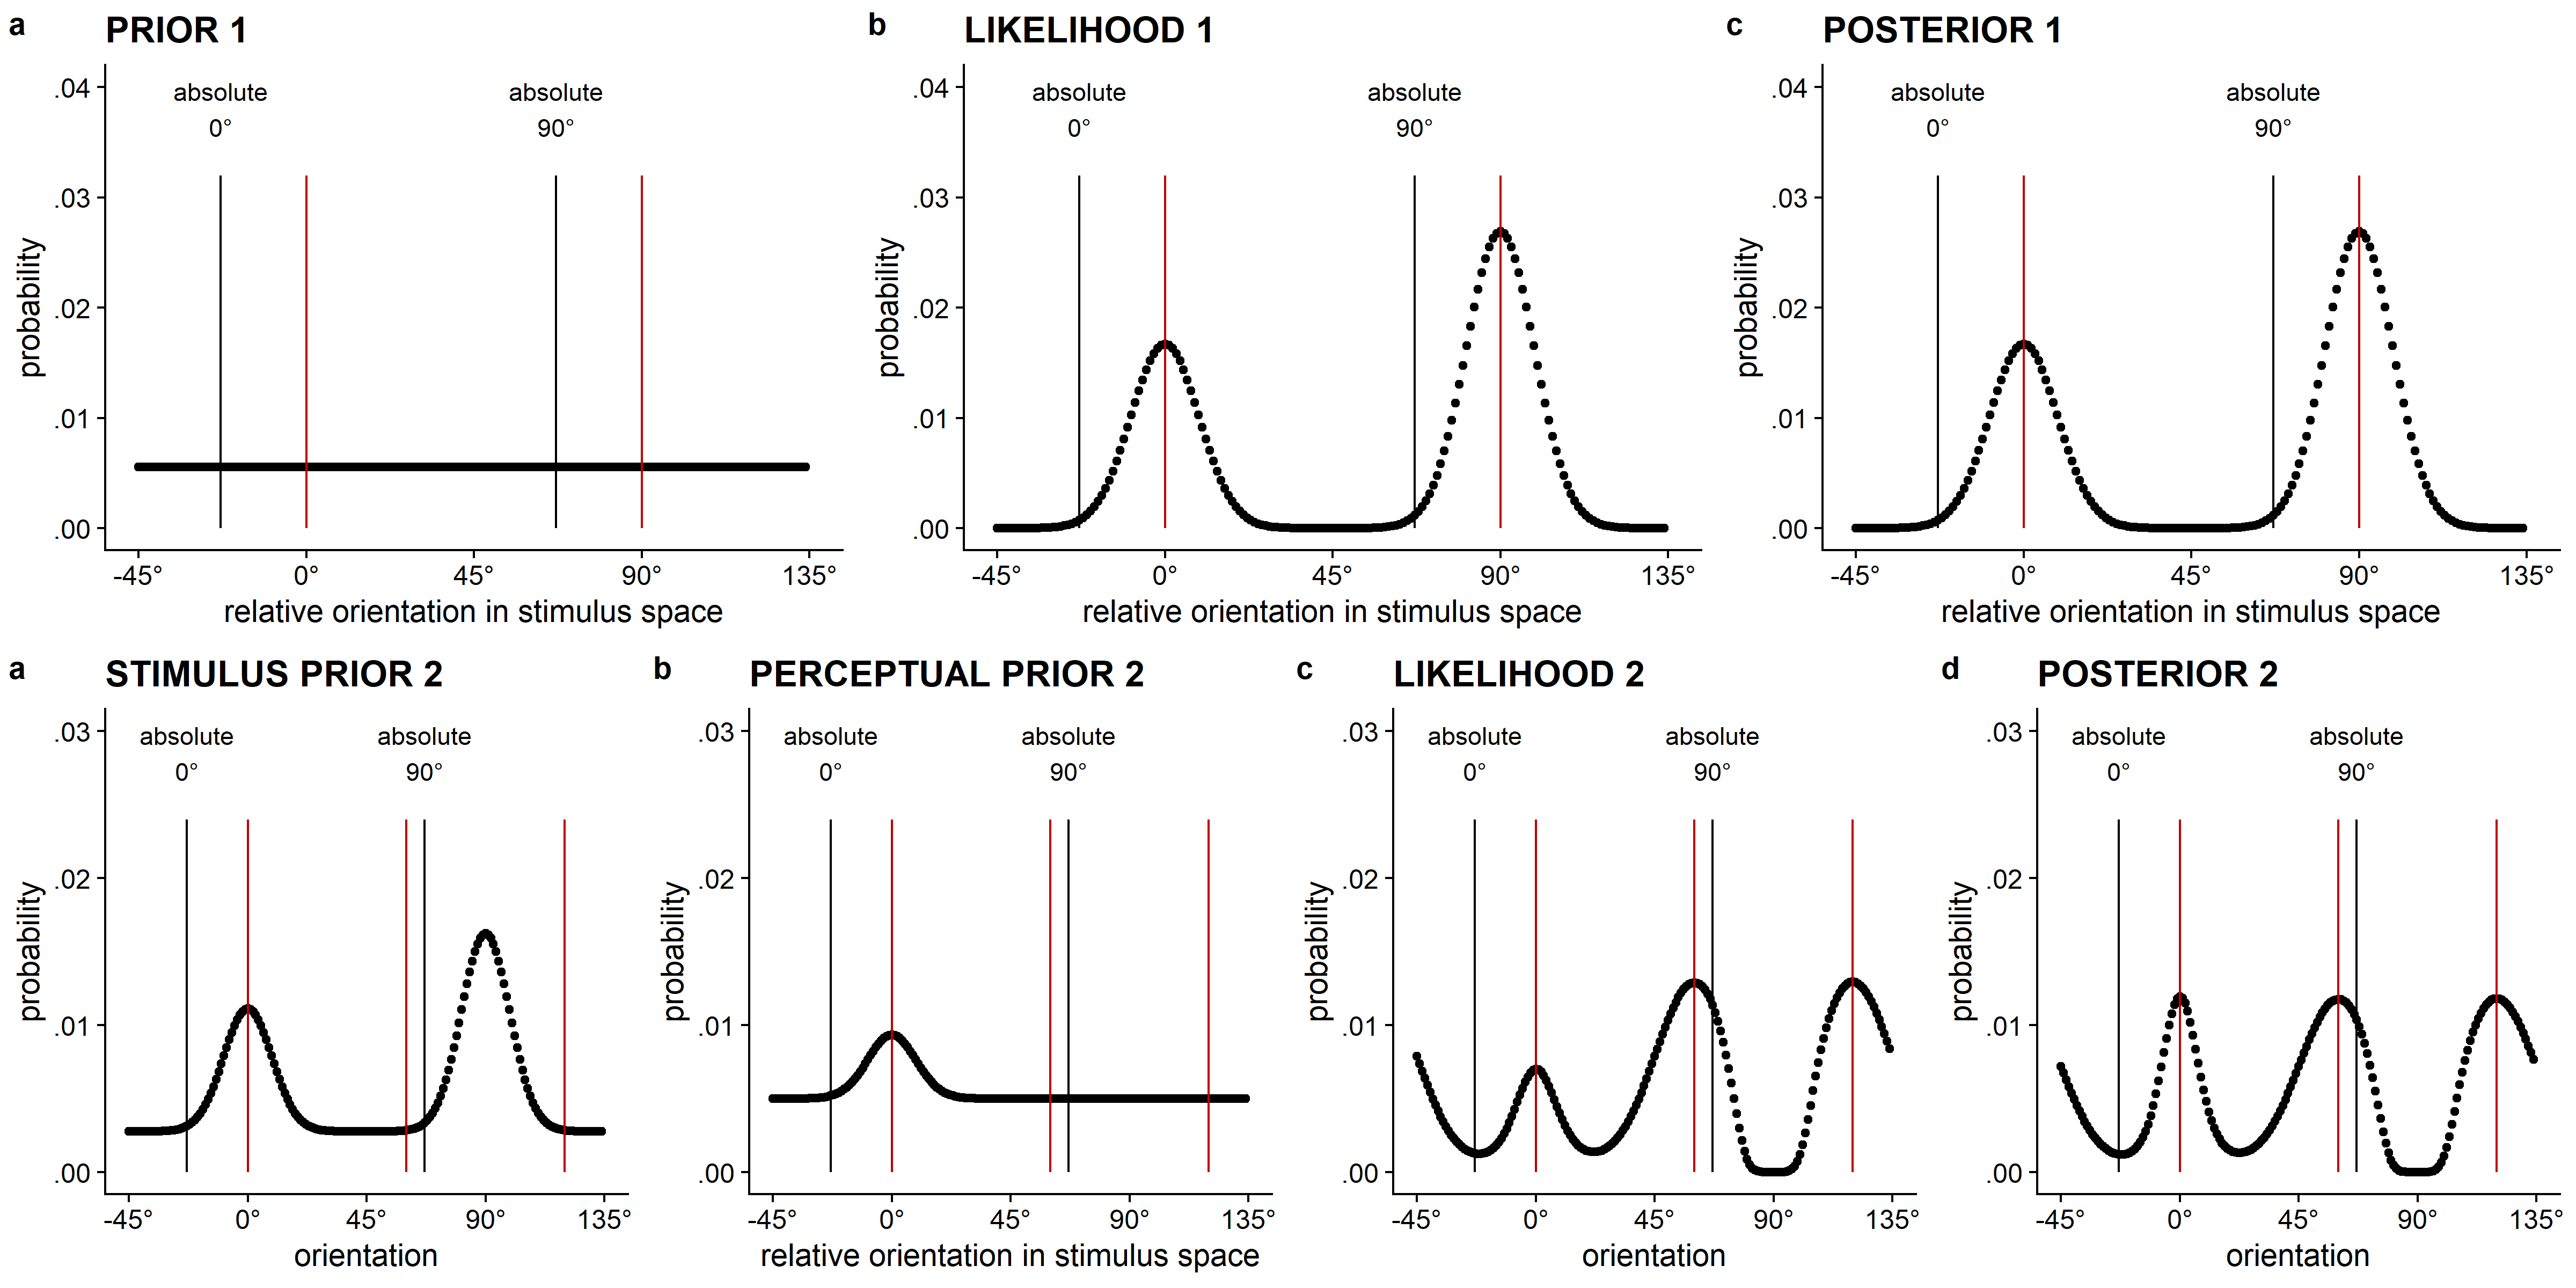 a PRIOR 1
absolute absolute
0° 90°
.04
.03
.02
.01
.00
probability
-45° 0° 45° 90° 135°
relative orientation in stimulus space
b LIKELIHOOD 1
absolute absolute
0° 90°
.04
.03
.02
.01
.00
probability
-45° 0° 45° 90° 135°
relative orientation in stimulus space
c POSTERIOR 1
absolute absolute
0° 90°
.04
.03
.02
.01
.00
probability
-45° 0° 45° 90° 135°
relative orientation in stimulus space
a STIMULUS PRIOR 2
absolute absolute
0° 90°
.03
.02
.01
.00
probability
-45° 0° 45° 90° 135°
orientation
b PERCEPTUAL PRIOR 2
absolute absolute
0° 90°
.03
.02
.01
.00
probability
-45° 0° 45° 90° 135°
relative orientation in stimulus space
c LIKELIHOOD 2
absolute absolute
0° 90°
.03
.02
.01
.00
probability
-45° 0° 45° 90° 135°
orientation
d POSTERIOR 2
absolute absolute
0° 90°
.03
.02
.01
.00
probability
-45° 0° 45° 90° 135°
orientation